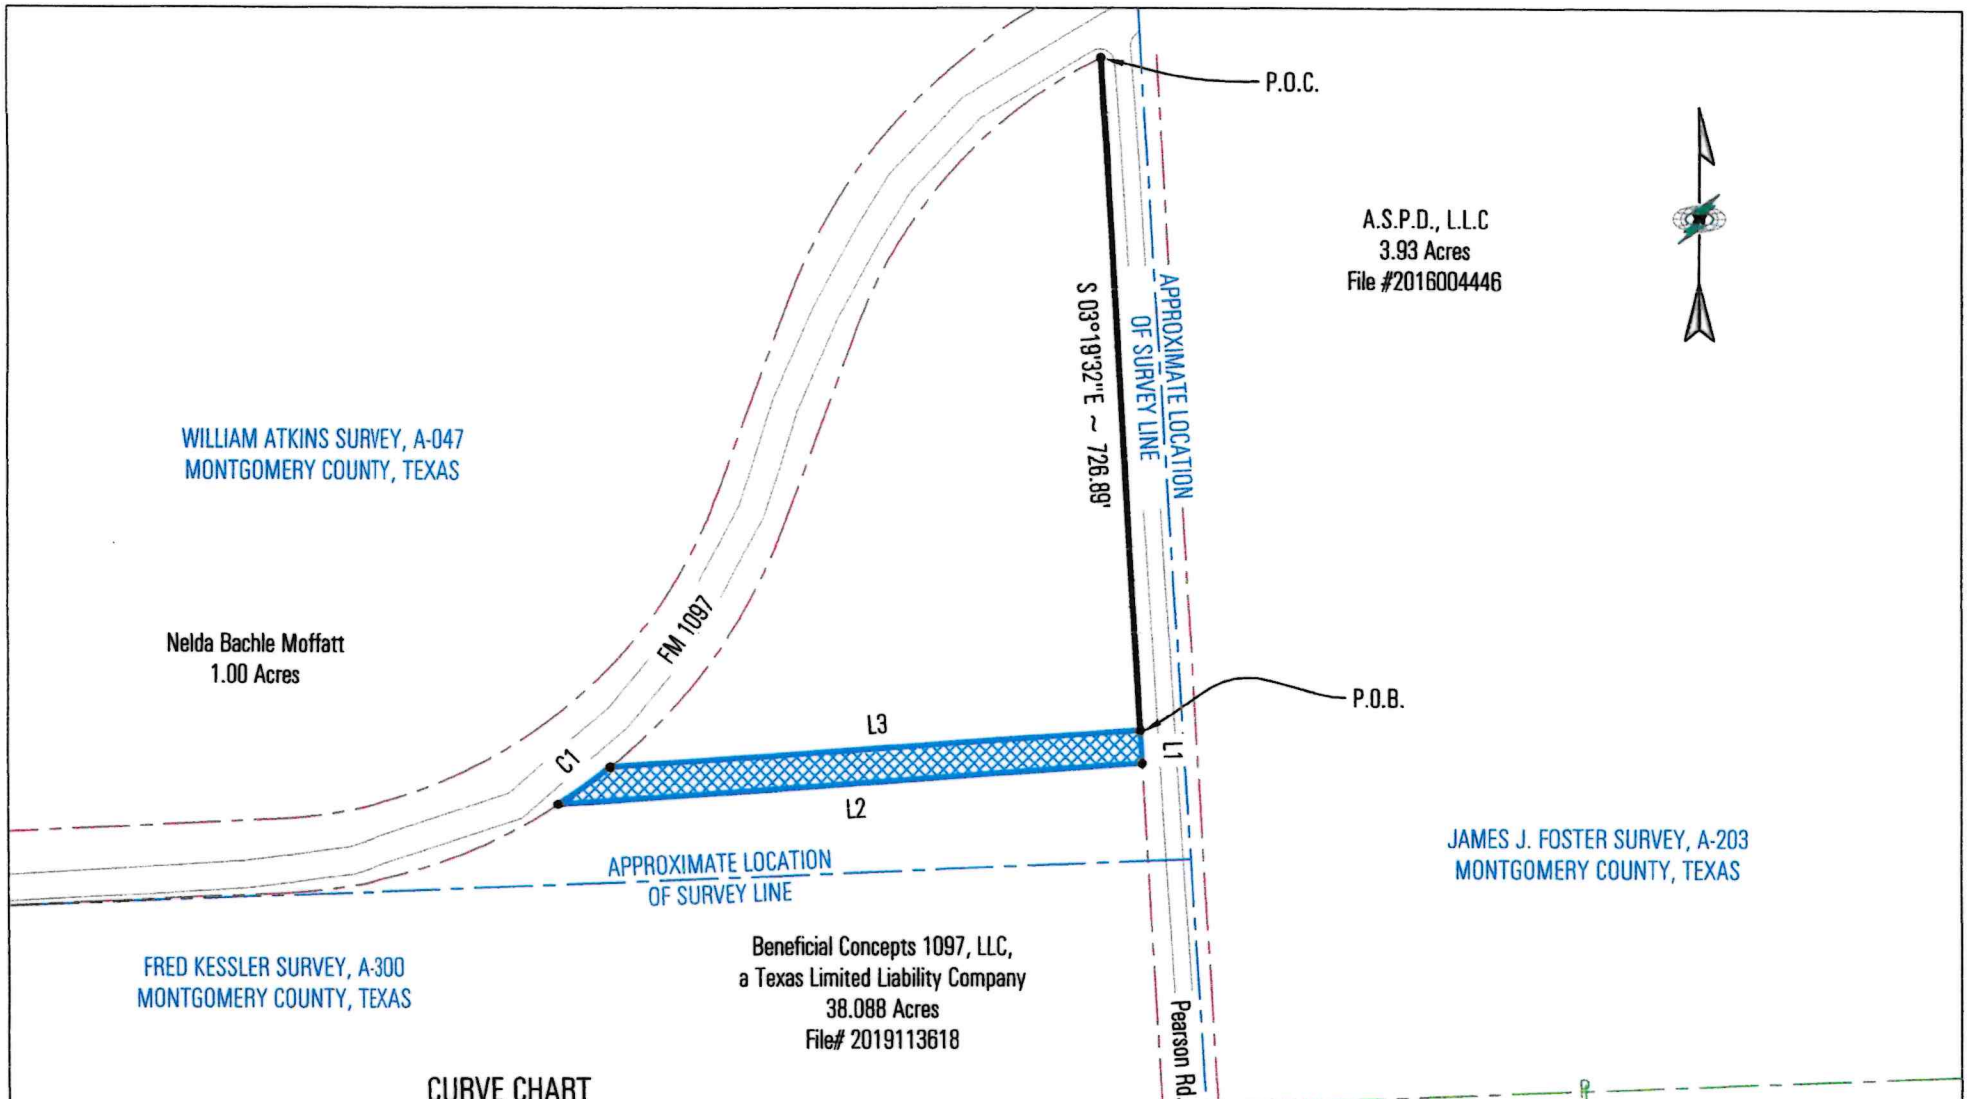 P.O.C.
A.S.P.D., L.L.C
3.93 Acres
File #2016004446
S 03°19'32"E ~ 726.89'
APPROXIMATE LOCATION
OF SURVEY LINE
WILLIAM ATKINS SURVEY, A-047
MONTGOMERY COUNTY, TEXAS
FM 1097
Nelda Bachle Moffatt
1.00 Acres
P.O.B.
L3
L1
C1
L2
JAMES J. FOSTER SURVEY, A-203
MONTGOMERY COUNTY, TEXAS
APPROXIMATE LOCATION
OF SURVEY LINE
Beneficial Concepts 1097, LLC,
a Texas Limited Liability Company
38.088 Acres
File# 2019113618
FRED KESSLER SURVEY, A-300
MONTGOMERY COUNTY, TEXAS
Pearson Rd.
CURVE CHART